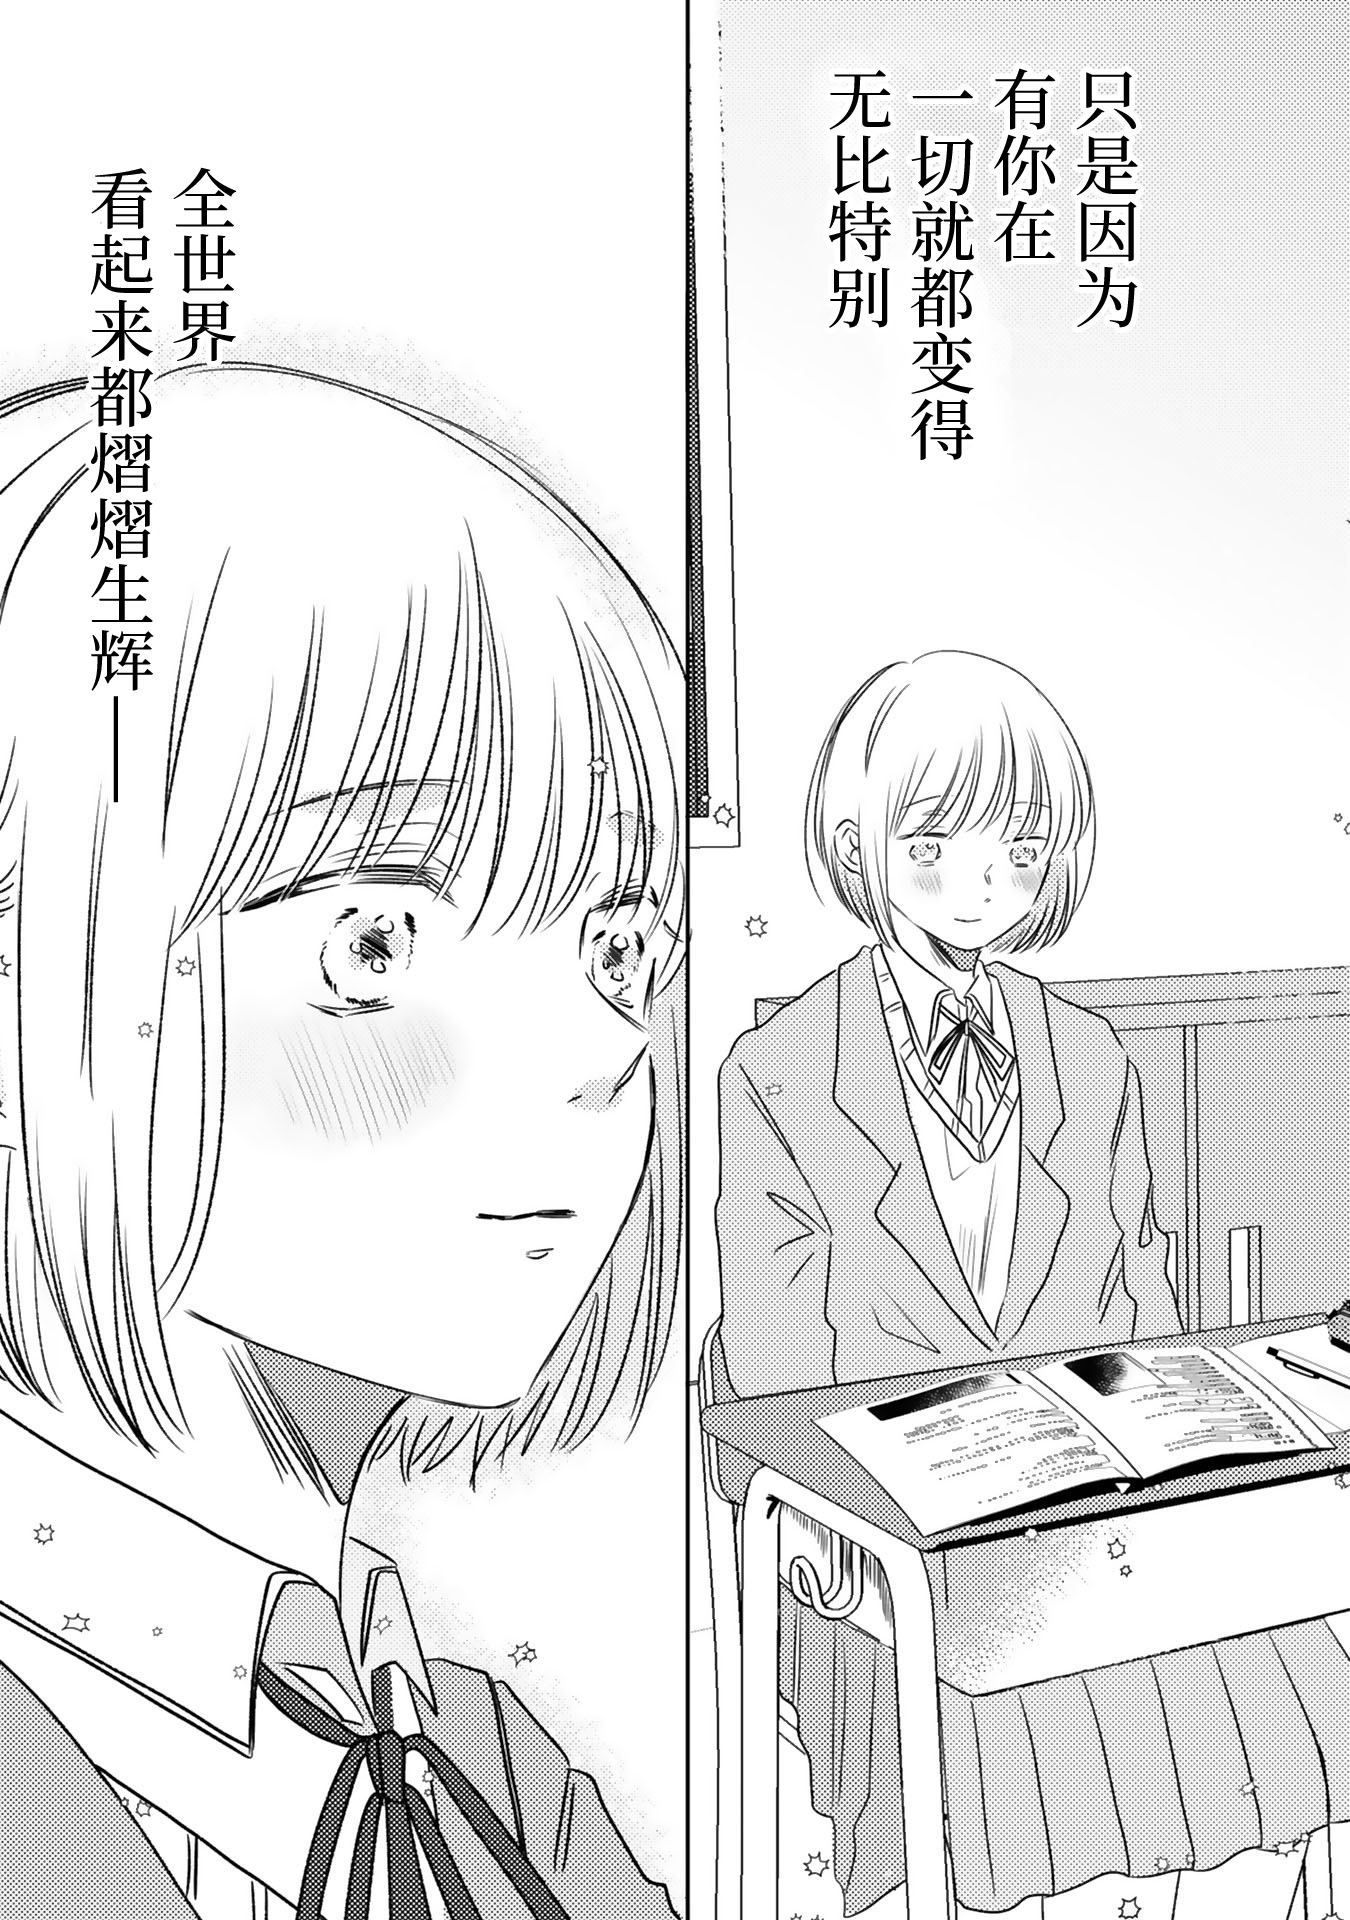 只是因为
有你在
一切就都变得
无比特别
全世界
看起来都熠熠生辉——